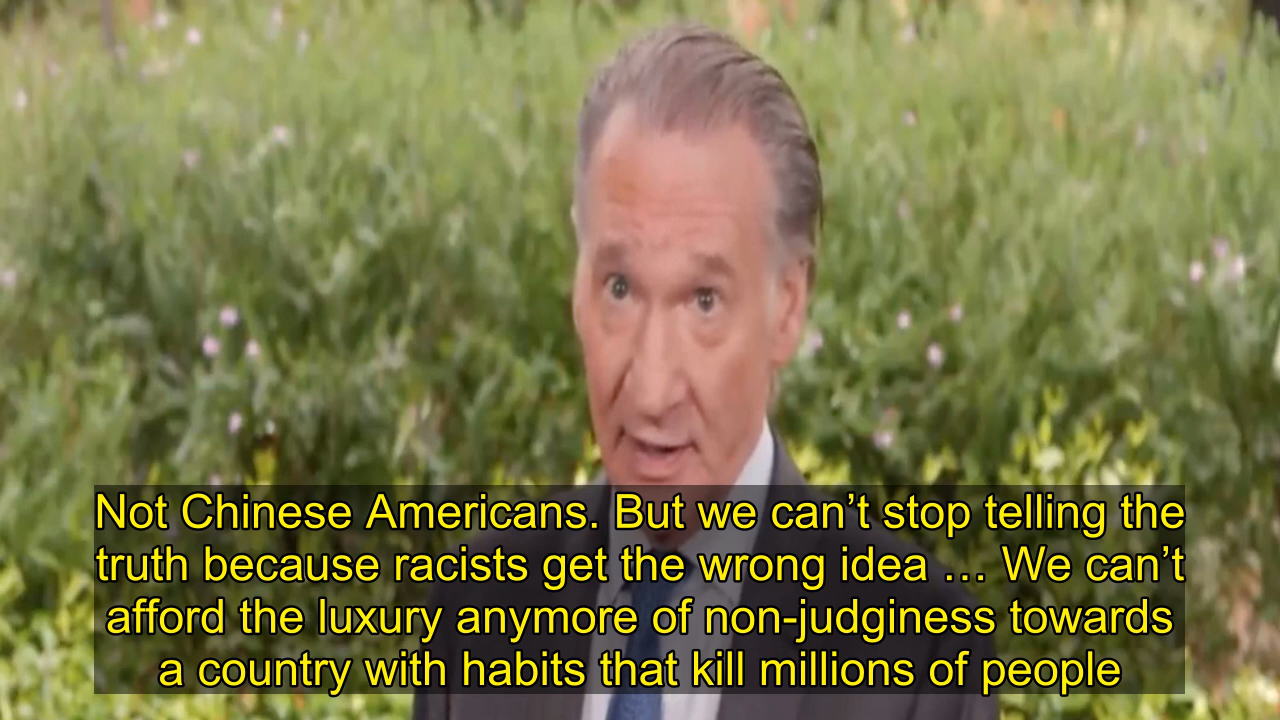 Not Chinese Americans. But we can’t stop telling the
truth because racists get the wrong idea … We can’t
afford the luxury anymore of non-judginess towards
a country with habits that kill millions of people